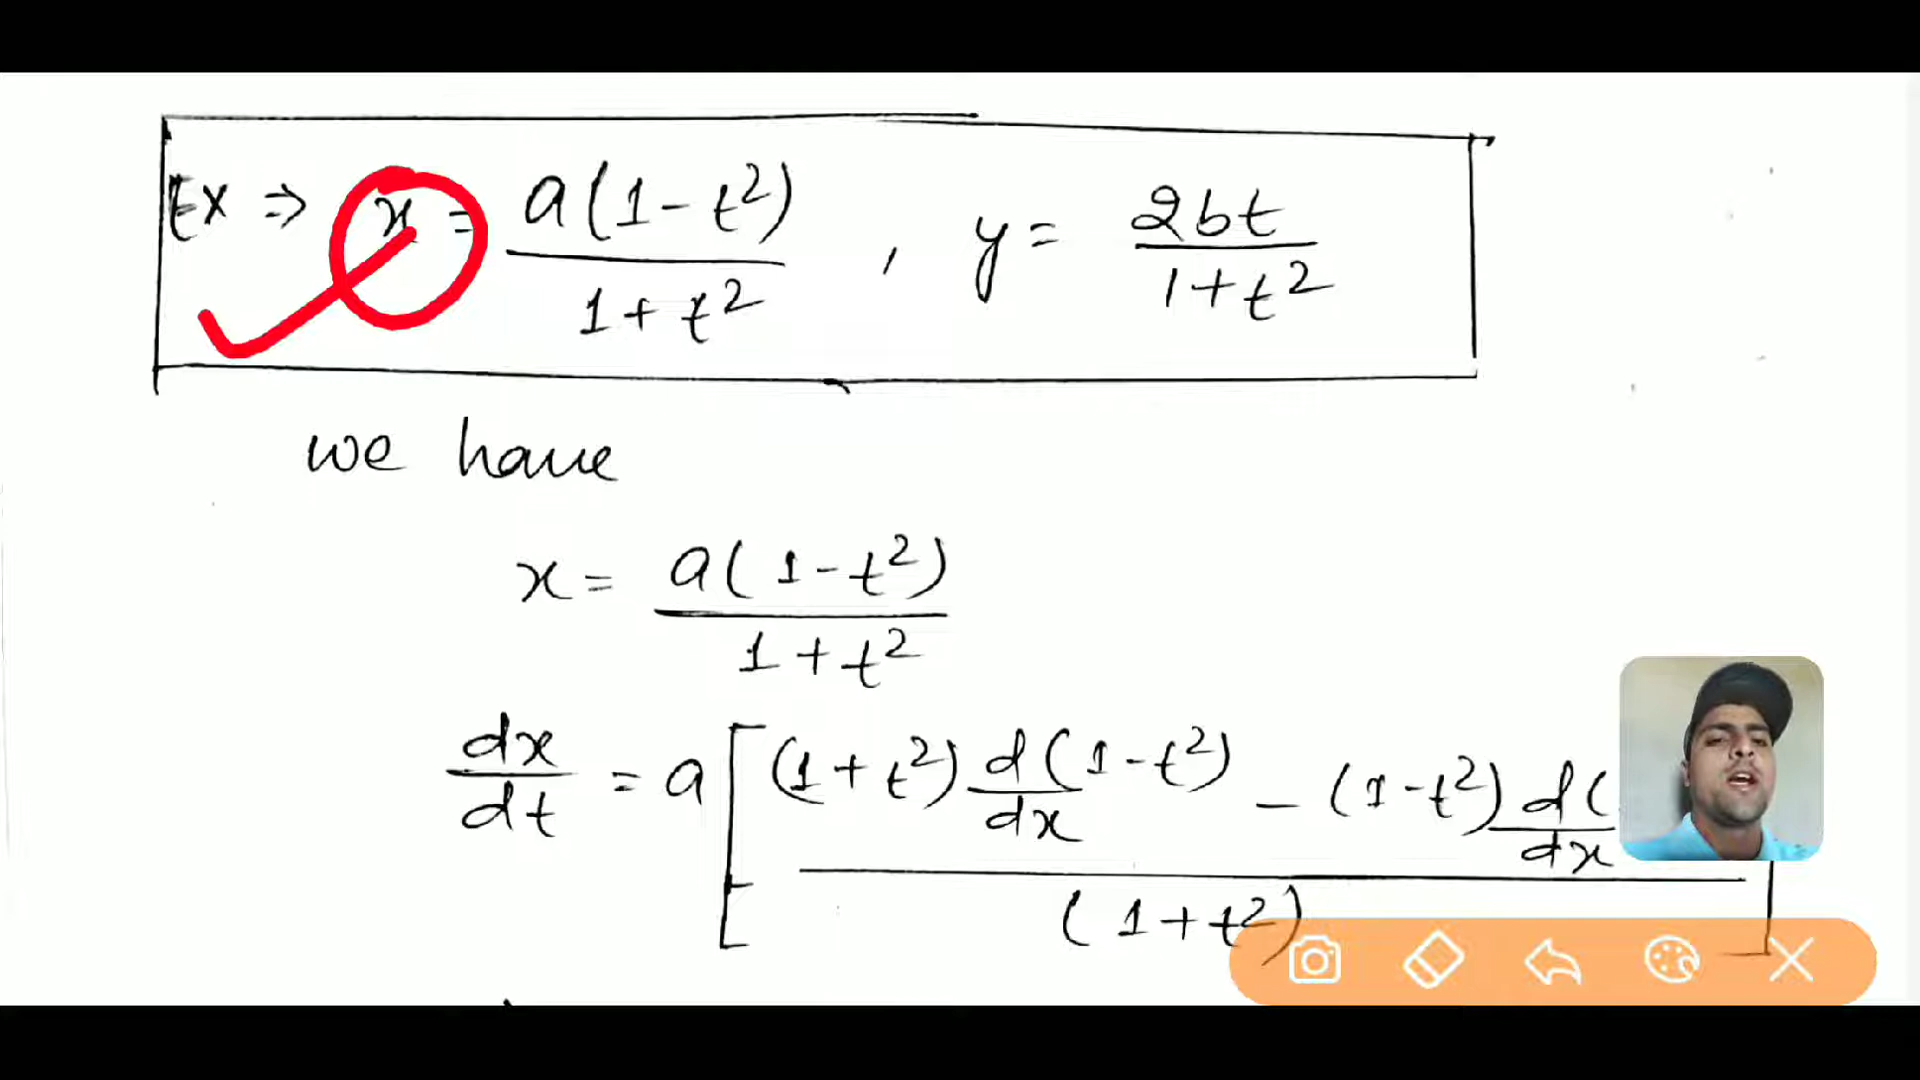 Ex ⇒ x = a(1-t²)/1+t² , y = 2bt/1+t²
we have
x = a(1-t²)/1+t²
dx/dt = a[(1+t²) d/dx(1-t²) - (1-t²) d(/dx / (1+t²)]